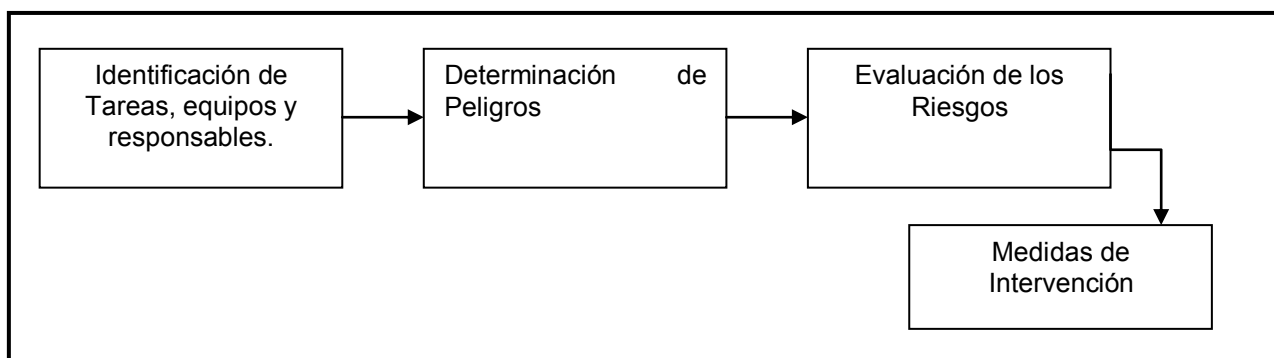 Identificación de
Tareas, equipos y
responsables.
Determinación de
Peligros
Evaluación de los
Riesgos
Medidas de
Intervención